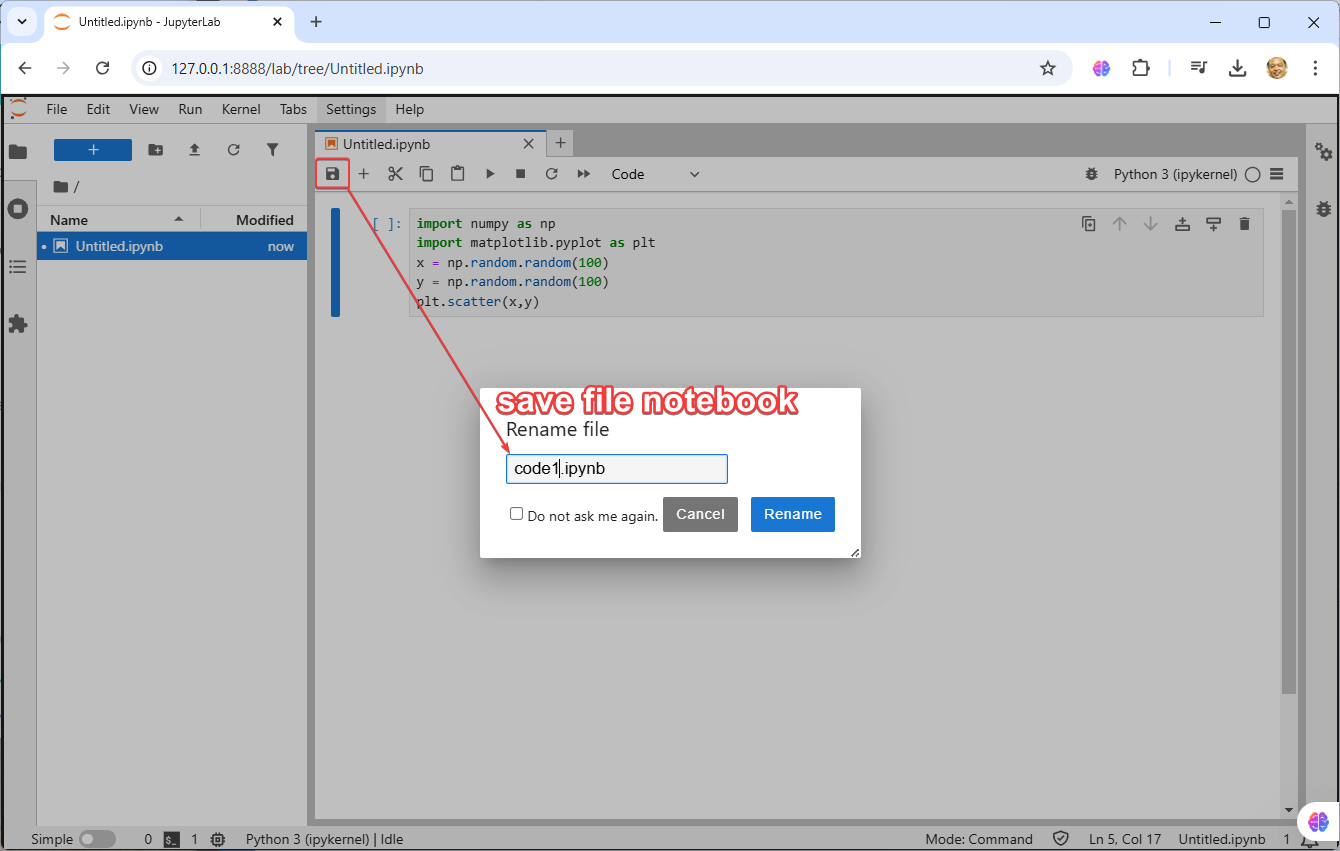 Untitled.ipynb - JupyterLab
127.0.0.1:8888/lab/tree/Untitled.ipynb
File Edit View Run Kernel Tabs Settings Help
Untitled.ipynb
Code
Python 3 (ipykernel)
/
Name Modified
Untitled.ipynb now
[ ]:
import numpy as np
import matplotlib.pyplot as plt
x = np.random.random(100)
y = np.random.random(100)
plt.scatter(x,y)
save file notebook
Rename file
code1.ipynb
Do not ask me again. Cancel Rename
Simple 0 $_ 1 Python 3 (ipykernel) | Idle Mode: Command Ln 5, Col 17 Untitled.ipynb 1